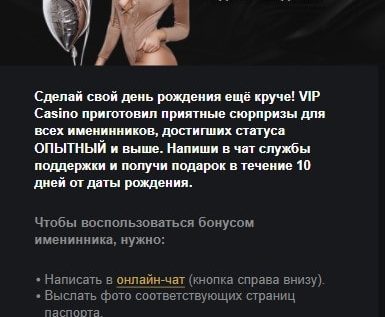 Сделай свой день рождения ещё круче! VIP
Casino приготовил приятные сюрпризы для
всех именинников, достигших статуса
ОПЫТНЫЙ и выше. Напиши в чат службы
поддержки и получи подарок в течение 10
дней от даты рождения.
Чтобы воспользоваться бонусом
именинника, нужно:
• Написать в онлайн-чат (кнопка справа внизу).
• Выслать фото соответствующих страниц
паспорта.